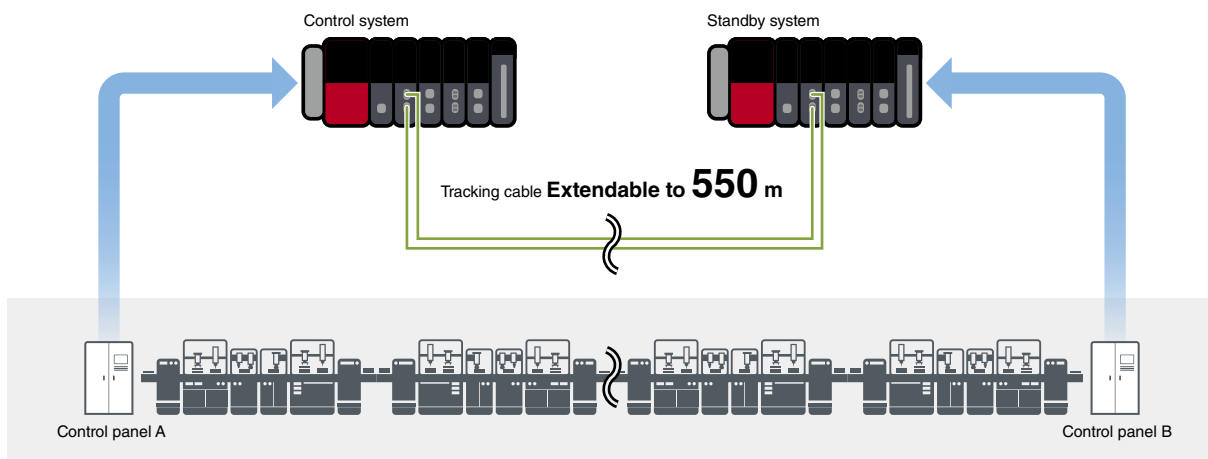 Control system
Standby system
Tracking cable Extendable to 550 m
Control panel A
Control panel B